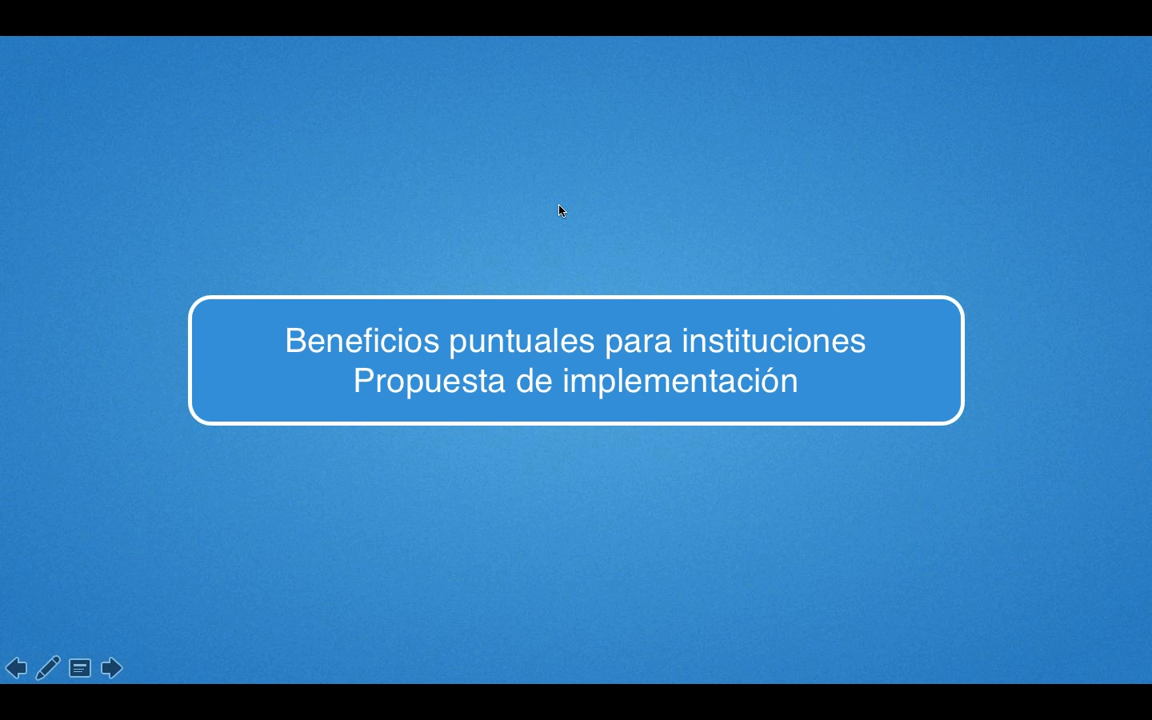 Beneficios puntuales para instituciones
Propuesta de implementación